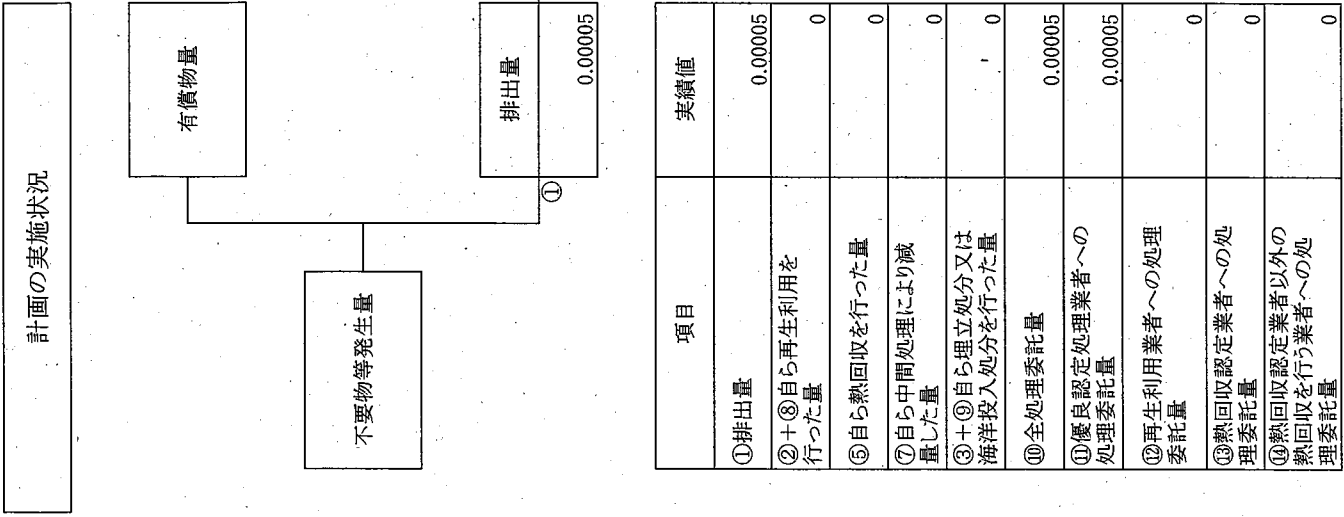 計画の実施状況
有償物量
不要物等発生量
排出量
①
0.00005
項目
実績値
①排出量
0.00005
②+⑧自ら再生利用を
行った量
0
⑤自ら熱回収を行った量
0
⑦自ら中間処理により減
量した量
0
③+⑨自ら埋立処分又は
海洋投入処分を行った量
0
⑩全処理委託量
0.00005
⑪優良認定処理業者への
処理委託量
0.00005
⑫再生利用業者への処理
委託量
0
⑬熱回収認定業者への処
理委託量
0
⑭熱回収認定業者以外の
熱回収を行う業者への処
理委託量
0